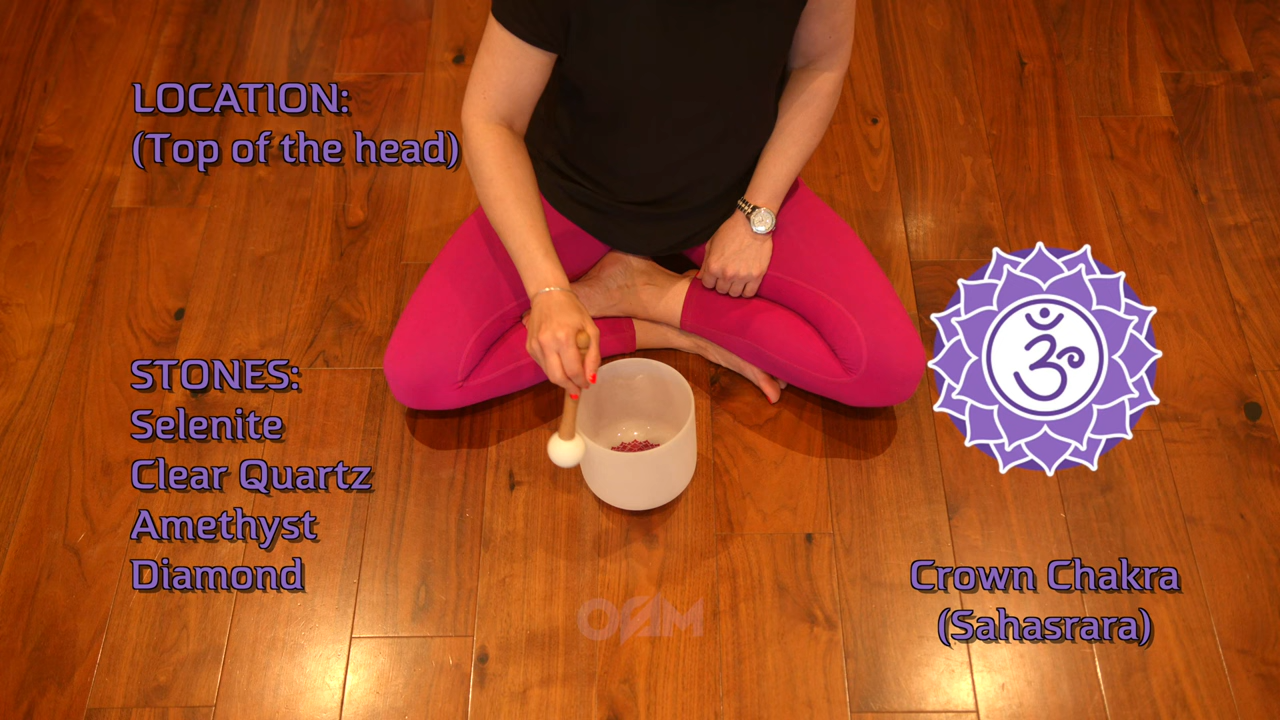 LOCATION:
(Top of the head)
STONES:
Selenite
Clear Quartz
Amethyst
Diamond
ॐ
Crown Chakra
(Sahasrara)